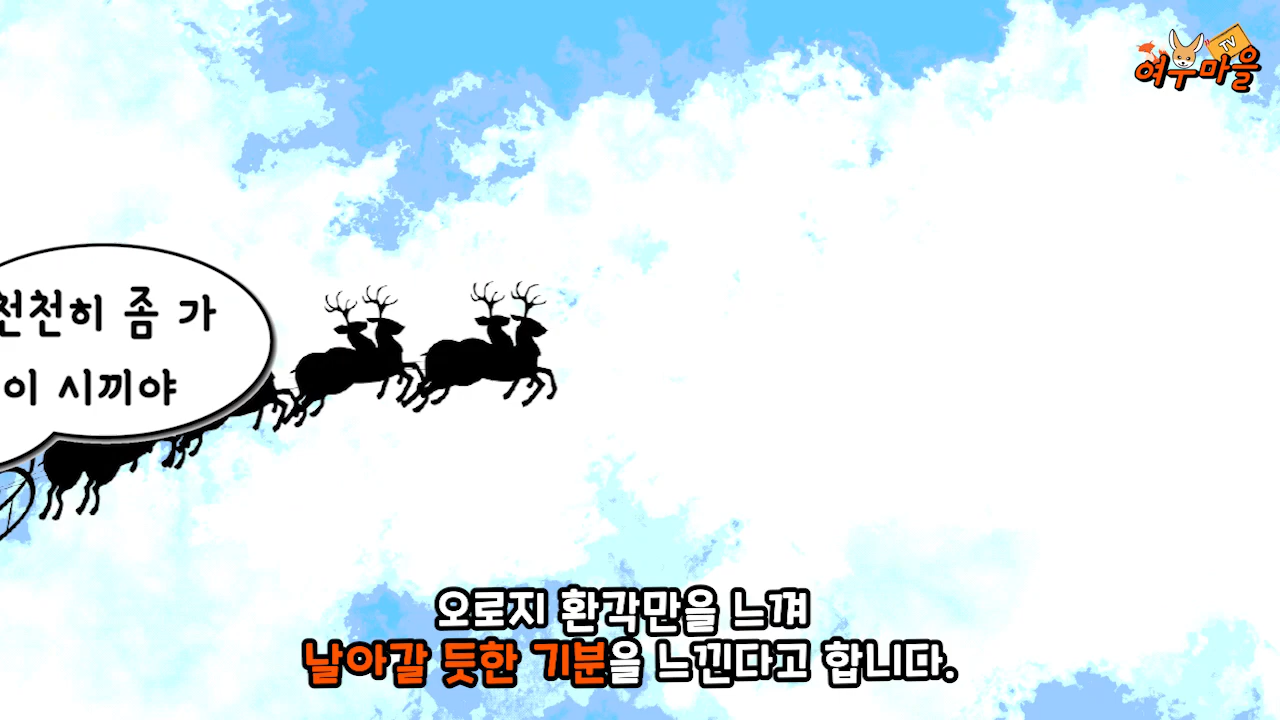 TV
여우마을
천천히 좀 가
이 시끼야
오로지 환각만을 느껴
날아갈 듯한 기분을 느낀다고 합니다.